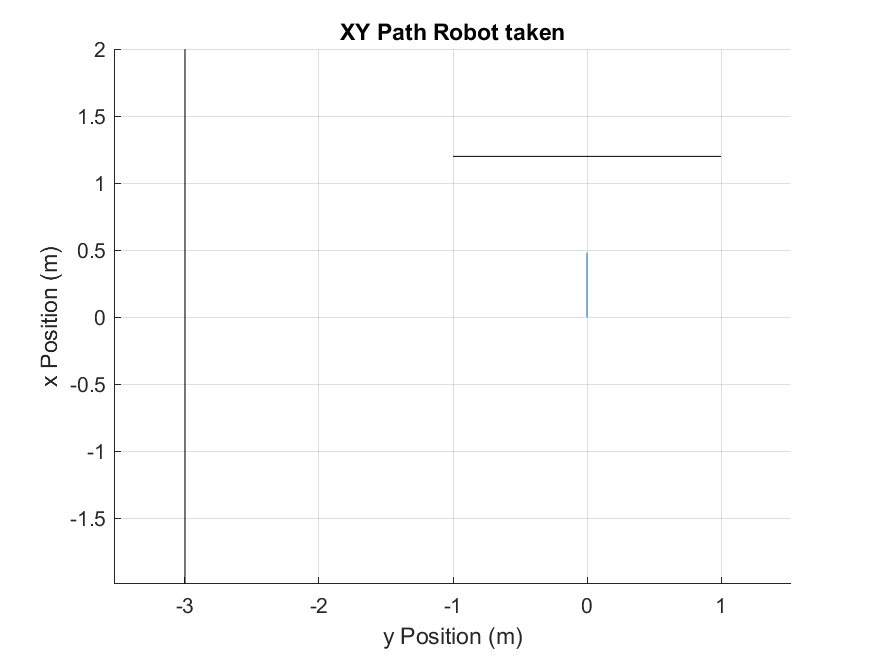 XY Path Robot taken
2
1.5
1
0.5
0
-0.5
-1
-1.5
x Position (m)
-3 -2 -1 0 1
y Position (m)